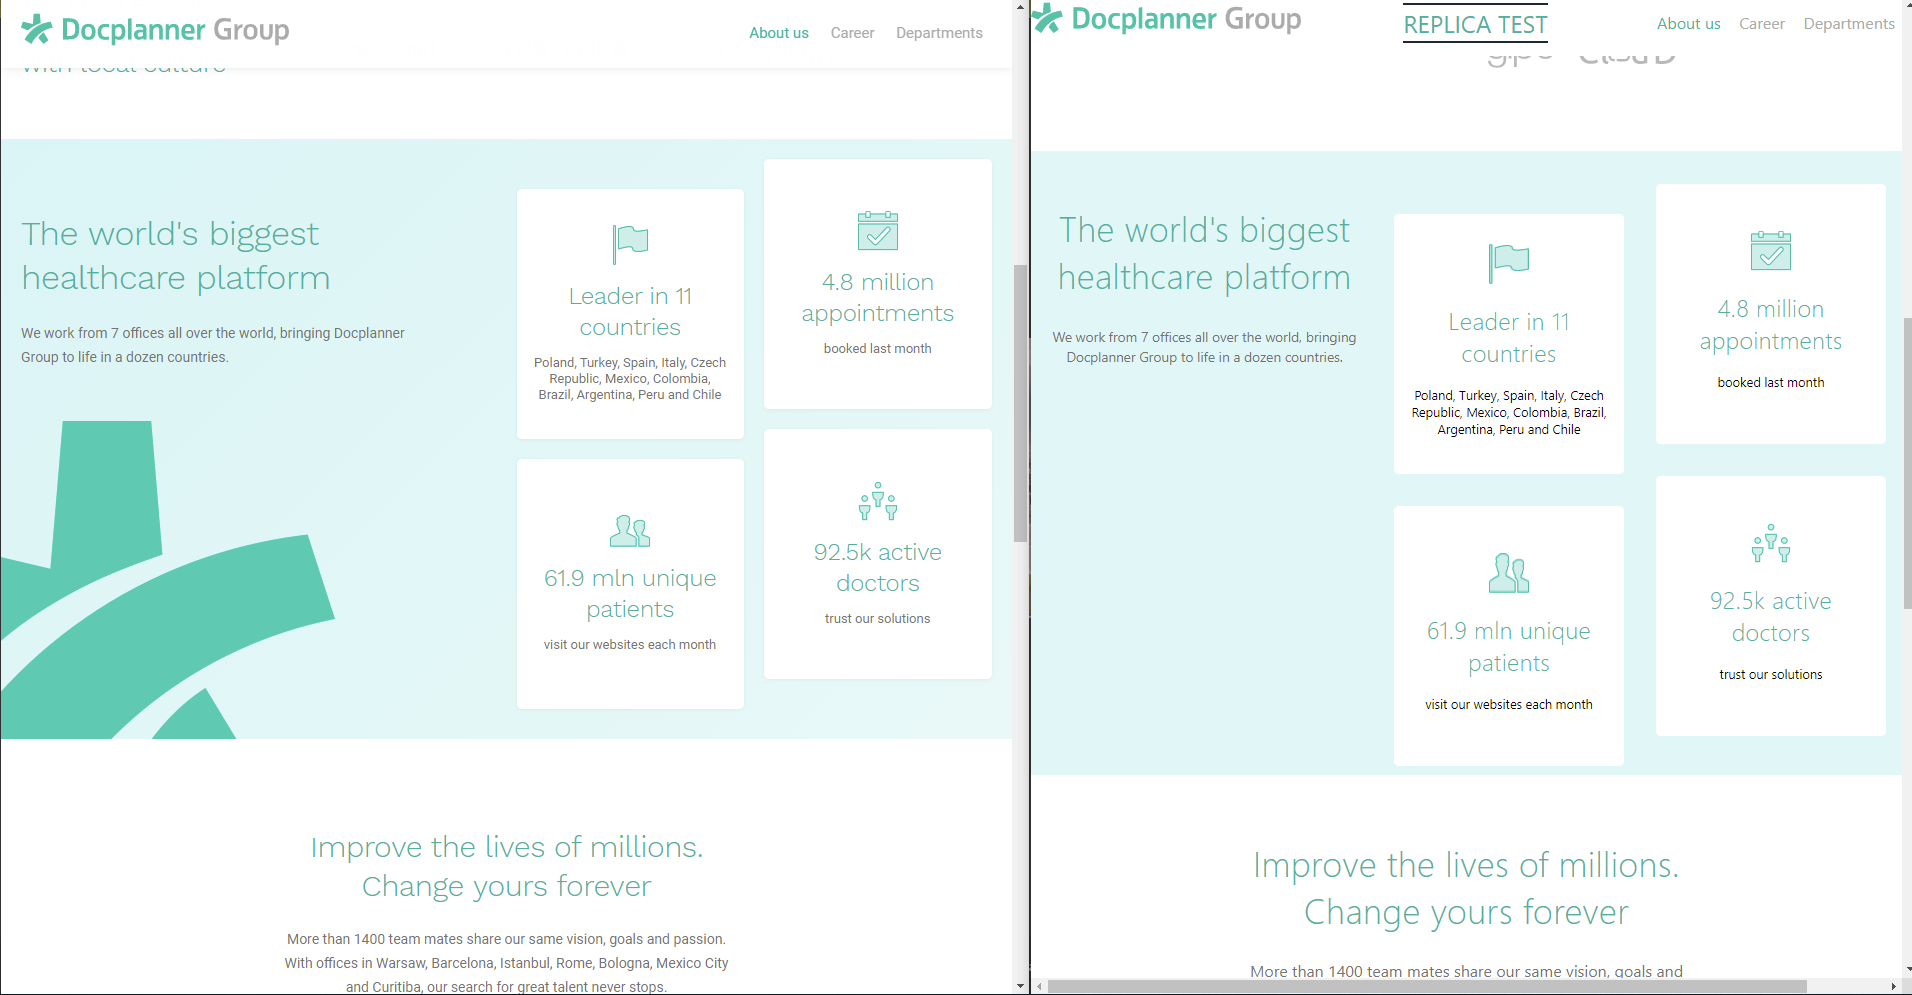 Docplanner Group
About us
Career
Departments
with local culture
The world's biggest
healthcare platform
We work from 7 offices all over the world, bringing Docplanner
Group to life in a dozen countries.
Leader in 11
countries
Poland, Turkey, Spain, Italy, Czech
Republic, Mexico, Colombia,
Brazil, Argentina, Peru and Chile
4.8 million
appointments
booked last month
61.9 mln unique
patients
visit our websites each month
92.5k active
doctors
trust our solutions
Improve the lives of millions.
Change yours forever
More than 1400 team mates share our same vision, goals and passion.
With offices in Warsaw, Barcelona, Istanbul, Rome, Bologna, Mexico City
and Curitiba, our search for great talent never stops.
Docplanner Group
REPLICA TEST
About us
Career
Departments
The world's biggest
healthcare platform
We work from 7 offices all over the world, bringing
Docplanner Group to life in a dozen countries.
Leader in 11
countries
Poland, Turkey, Spain, Italy, Czech
Republic, Mexico, Colombia, Brazil,
Argentina, Peru and Chile
4.8 million
appointments
booked last month
61.9 mln unique
patients
visit our websites each month
92.5k active
doctors
trust our solutions
Improve the lives of millions.
Change yours forever
More than 1400 team mates share our same vision, goals and